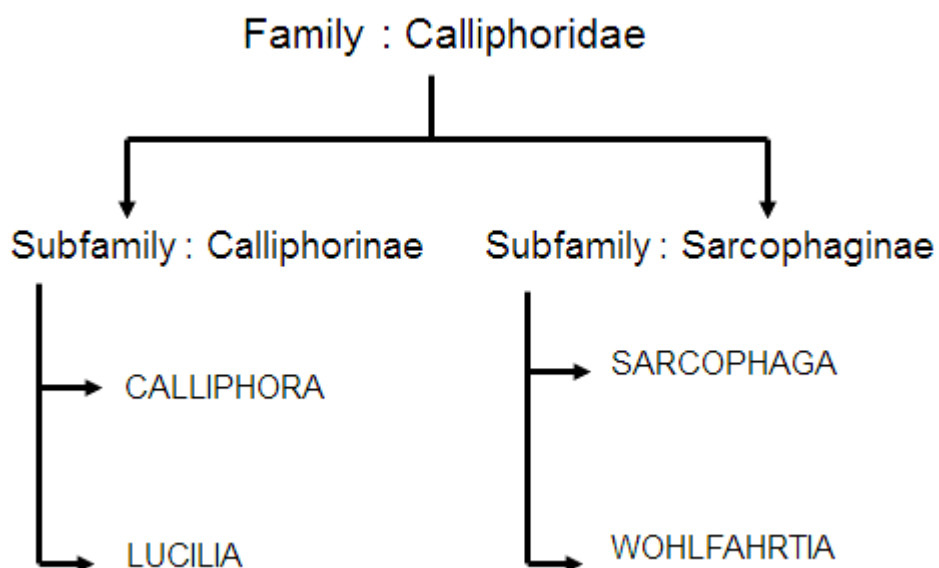 Family : Calliphoridae
Subfamily : Calliphorinae
Subfamily : Sarcophaginae
CALLIPHORA
SARCOPHAGA
LUCILIA
WOHLFAHRTIA